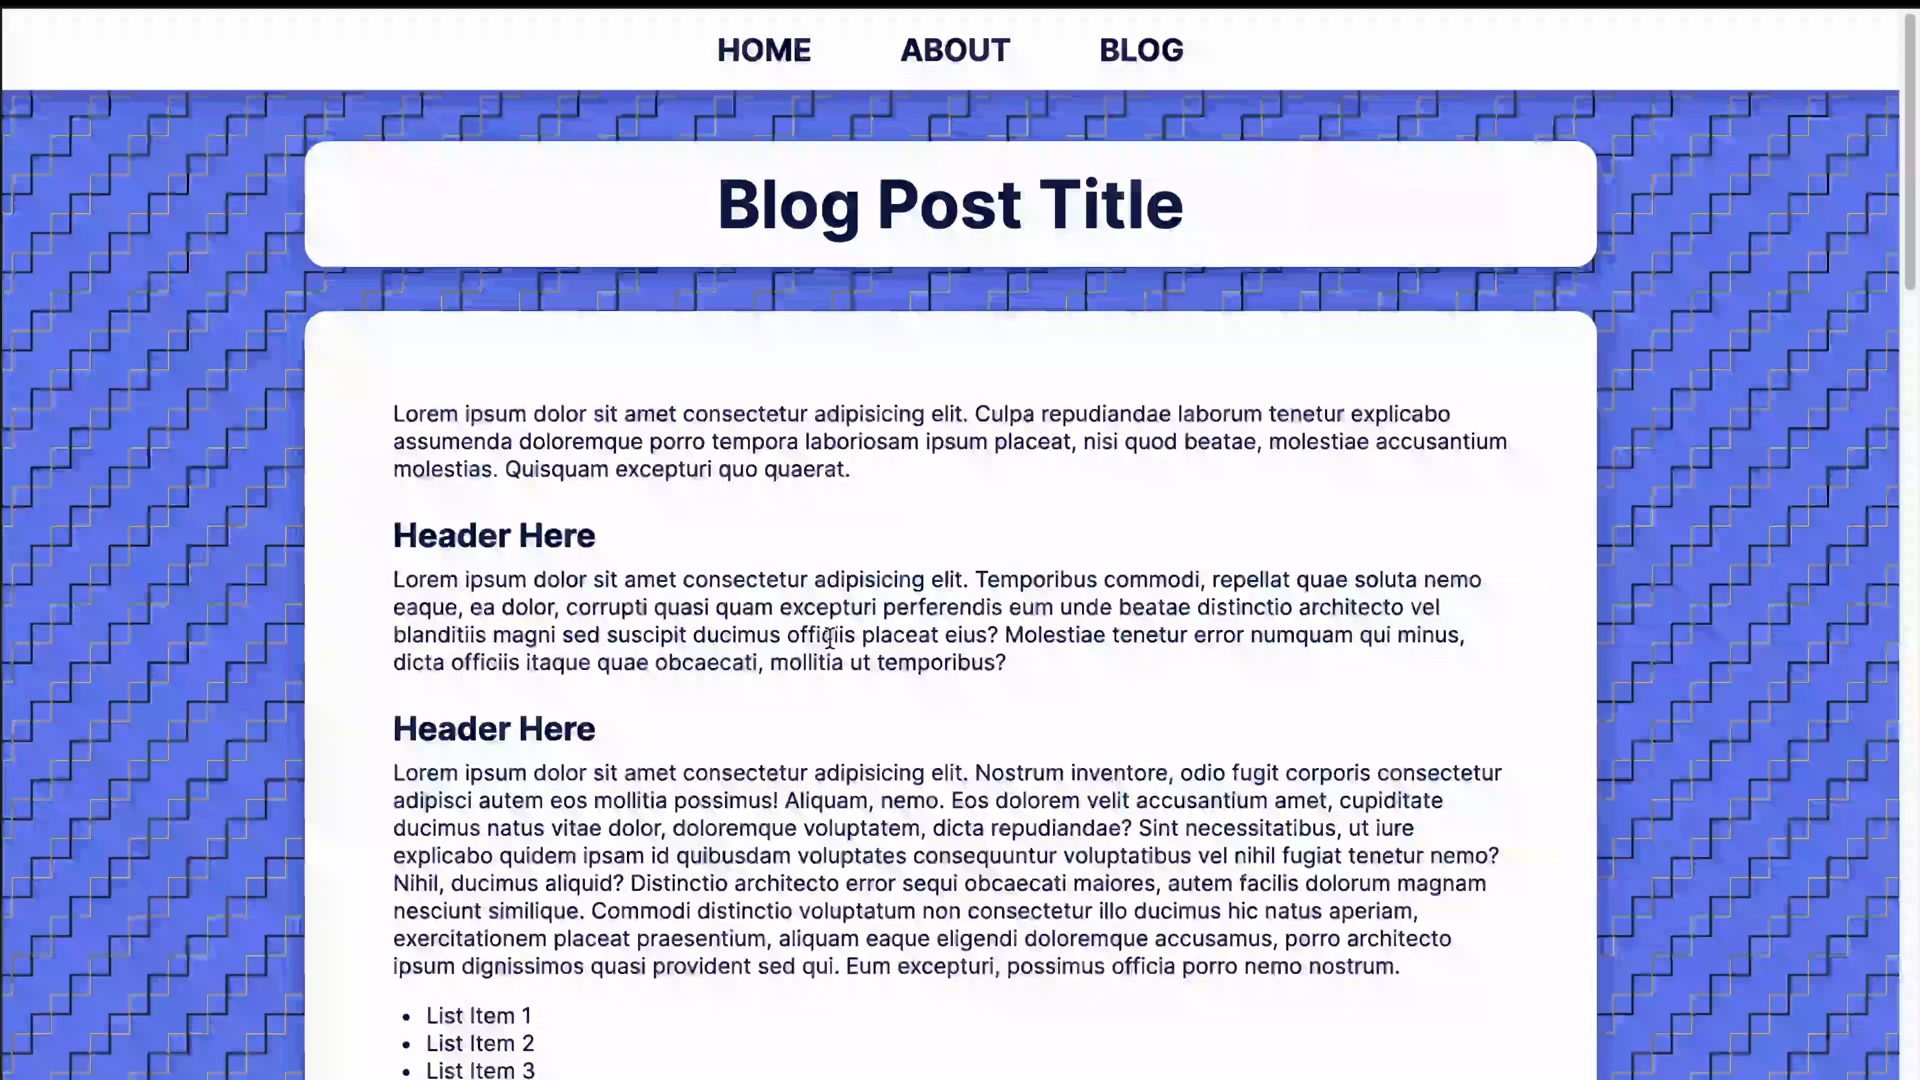 HOME ABOUT BLOG
Blog Post Title
Lorem ipsum dolor sit amet consectetur adipisicing elit. Culpa repudiandae laborum tenetur explicabo
assumenda doloremque porro tempora laboriosam ipsum placeat, nisi quod beatae, molestiae accusantium
molestias. Quisquam excepturi quo quaerat.
Header Here
Lorem ipsum dolor sit amet consectetur adipisicing elit. Temporibus commodi, repellat quae soluta nemo
eaque, ea dolor, corrupti quasi quam excepturi perferendis eum unde beatae distinctio architecto vel
blanditiis magni sed suscipit ducimus officiis placeat eius? Molestiae tenetur error numquam qui minus,
dicta officiis itaque quae obcaecati, mollitia ut temporibus?
Header Here
Lorem ipsum dolor sit amet consectetur adipisicing elit. Nostrum inventore, odio fugit corporis consectetur
adipisci autem eos mollitia possimus! Aliquam, nemo. Eos dolorem velit accusantium amet, cupiditate
ducimus natus vitae dolor, doloremque voluptatem, dicta repudiandae? Sint necessitatibus, ut iure
explicabo quidem ipsam id quibusdam voluptates consequuntur voluptatibus vel nihil fugiat tenetur nemo?
Nihil, ducimus aliquid? Distinctio architecto error sequi obcaecati maiores, autem facilis dolorum magnam
nesciunt similique. Commodi distinctio voluptatum non consectetur illo ducimus hic natus aperiam,
exercitationem placeat praesentium, aliquam eaque eligendi doloremque accusamus, porro architecto
ipsum dignissimos quasi provident sed qui. Eum excepturi, possimus officia porro nemo nostrum.
• List Item 1
• List Item 2
• List Item 3